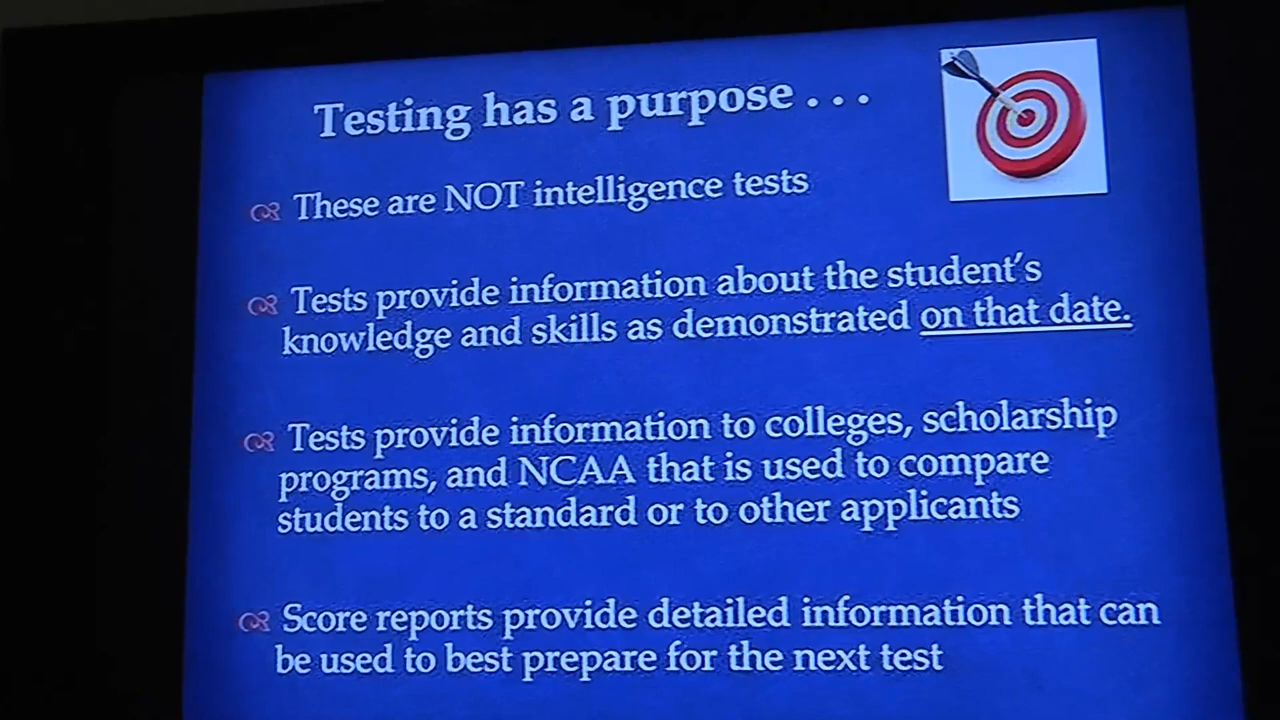 Testing has a purpose . . .
These are NOT intelligence tests
Tests provide information about the student's
knowledge and skills as demonstrated on that date.
Tests provide information to colleges, scholarship
programs, and NCAA that is used to compare
students to a standard or to other applicants
Score reports provide detailed information that can
be used to best prepare for the next test